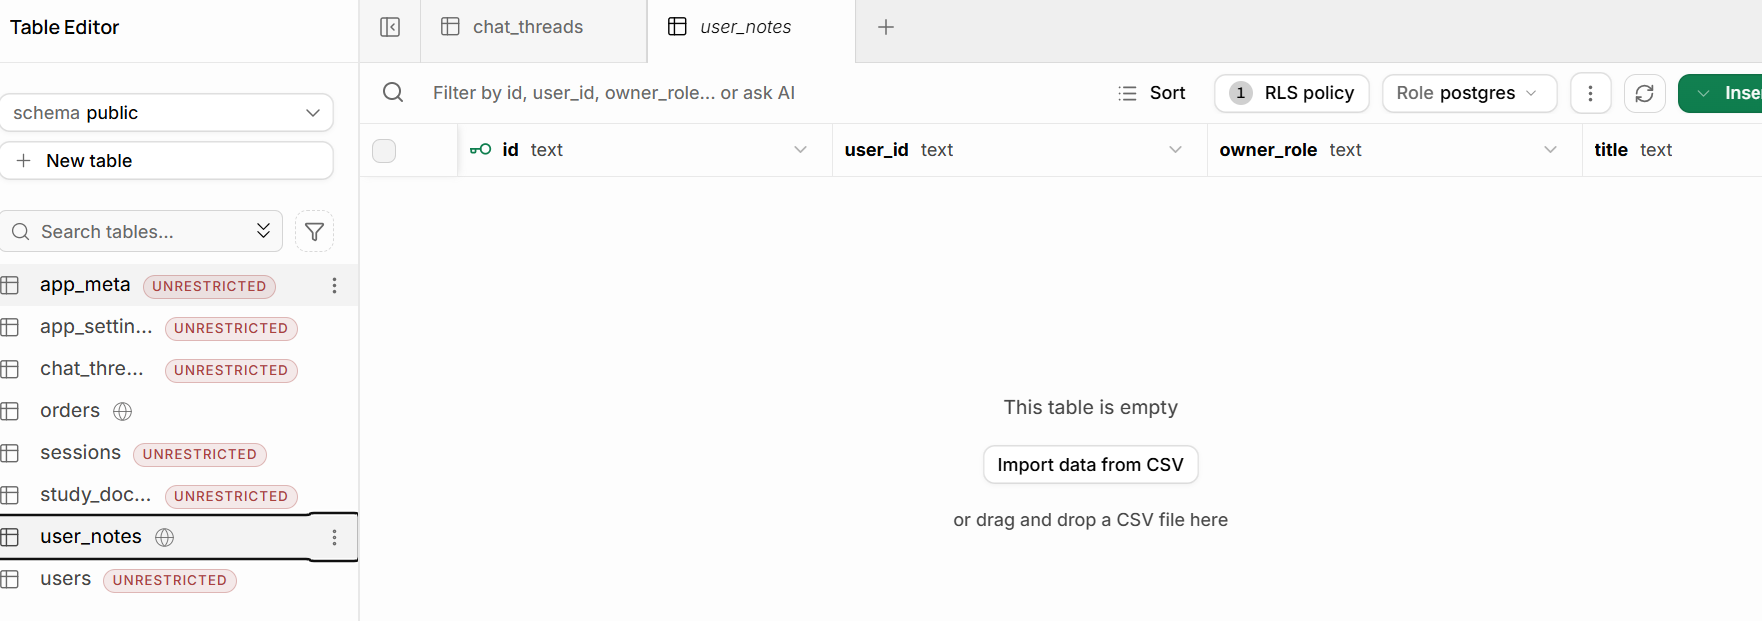 Table Editor
chat_threads
user_notes
schema public
New table
Search tables...
app_meta UNRESTRICTED
app_settin... UNRESTRICTED
chat_thre... UNRESTRICTED
orders
sessions UNRESTRICTED
study_doc... UNRESTRICTED
user_notes
users UNRESTRICTED
Filter by id, user_id, owner_role... or ask AI
Sort
1 RLS policy
Role postgres
Inse
id text
user_id text
owner_role text
title text
This table is empty
Import data from CSV
or drag and drop a CSV file here